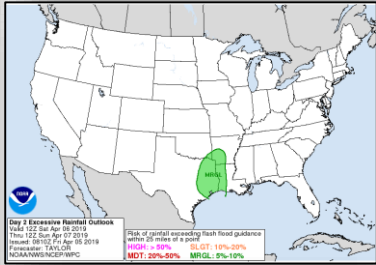 MRGL
NOAA
Day 2 Excessive Rainfall Outlook
Valid 12Z Sat Apr 06 2019
Thru 12Z Sun Apr 07 2019
Issued: 0810Z Fri Apr 05 2019
Forecaster: TAYLOR
NOAA/NWS/NCEP/WPC
Risk of rainfall exceeding flash flood guidance
within 25 miles of a point
HIGH: > 50% SLGT: 10%-20%
MDT: 20%-50% MRGL: 5%-10%